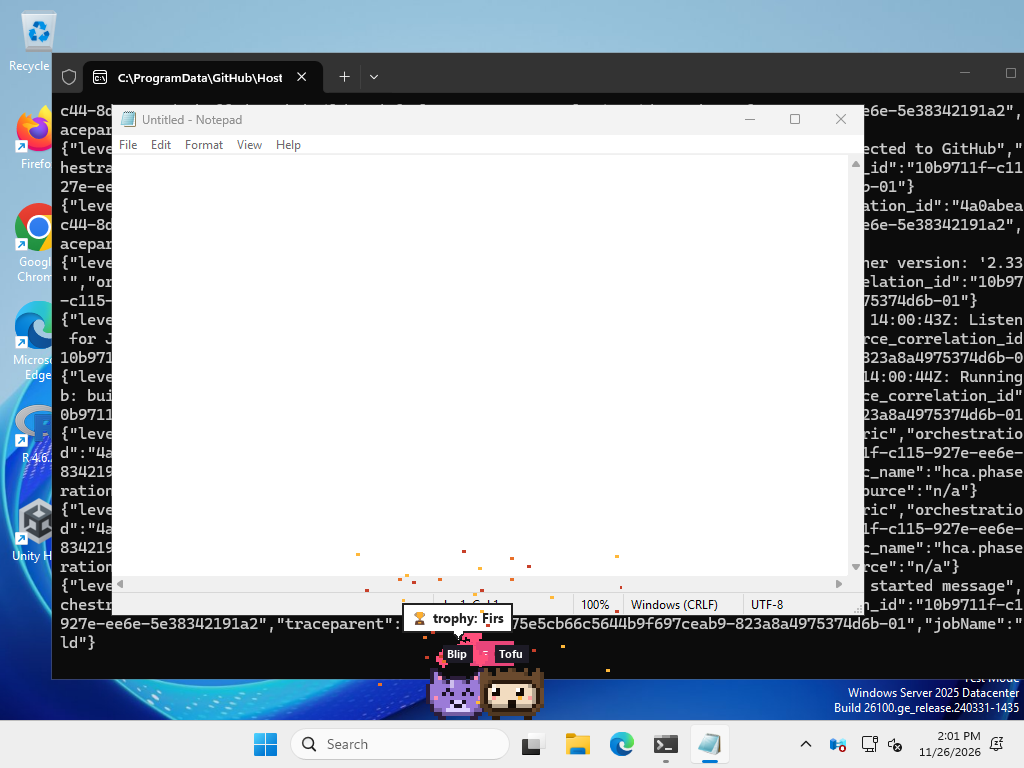 Recycle
Firefo
Googl
Chrom
Micros
Edge
R 4.6.
Unity H
C:\ProgramData\GitHub\Host
Untitled - Notepad
File Edit Format View Help
100%
Windows (CRLF)
UTF-8
c44-8d
e6e-5e38342191a2",
acepar
{"leve
ected to GitHub","
hestra
_id":"10b9711f-c11
27e-ee
b-01"}
{"leve
ation_id":"4a0abea
c44-8d
e6e-5e38342191a2",
acepar
{"leve
ner version: '2.33
'","or
elation_id":"10b97
-c115-
75374d6b-01"}
{"leve
14:00:43Z: Listen
for J
rce_correlation_id
10b971
823a8a4975374d6b-0
{"leve
14:00:44Z: Running
b: bui
ce_correlation_id"
0b9711
23a8a4975374d6b-01
{"leve
ric","orchestratio
d":"4a
1f-c115-927e-ee6e-
834219
c_name":"hca.phase
ration
ource":"n/a"}
{"leve
ric","orchestratio
d":"4a
1f-c115-927e-ee6e-
834219
c_name":"hca.phase
ration
rce":"n/a"}
{"leve
started message",
chestr
_id":"10b9711f-c1
927e-ee6e-5e38342191a2","traceparent":
75e5cb66c5644b9f697ceab9-823a8a4975374d6b-01","jobName":"
ld"}
trophy: Firs
Blip
Tofu
Test Mode
Windows Server 2025 Datacenter
Build 26100.ge_release.240331-1435
Search
2:01 PM
11/26/2026